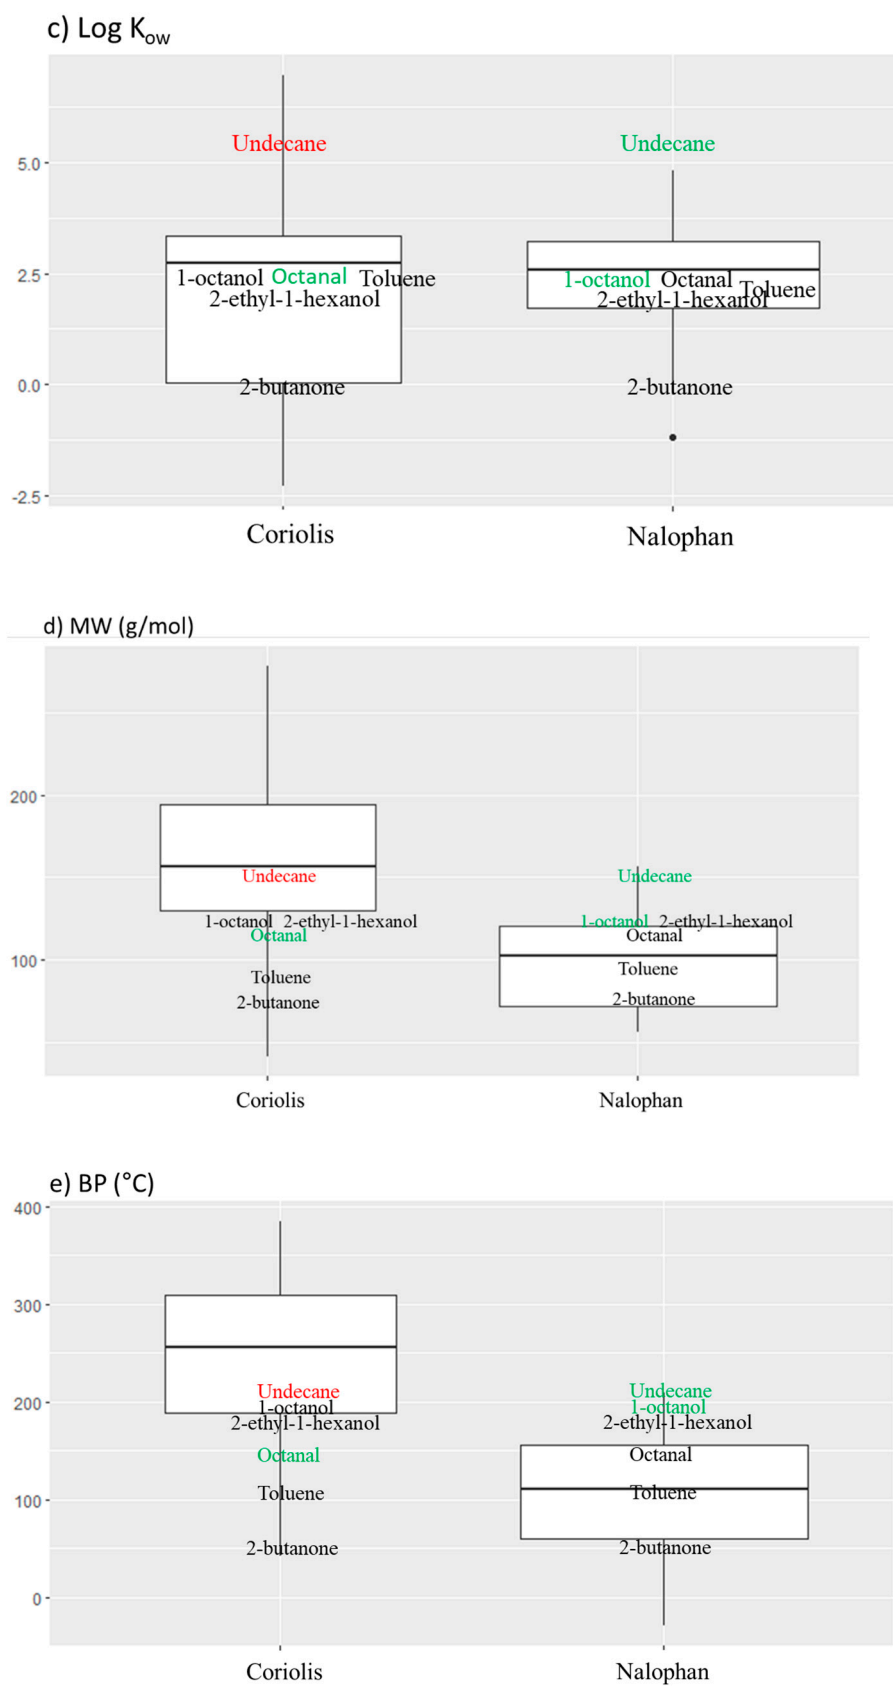 c) Log Kow
Undecane Undecane
5.0
1-octanol Octanal Toluene 1-octanol Octanal Toluene
2.5
2-ethyl-1-hexanol 2-ethyl-1-hexanol
0.0
2-butanone 2-butanone
-2.5
Coriolis Nalophan
d) MW (g/mol)
200
Undecane Undecane
1-octanol 2-ethyl-1-hexanol 1-octanol 2-ethyl-1-hexanol
Octanal Octanal
100
Toluene Toluene
2-butanone 2-butanone
Coriolis Nalophan
e) BP (°C)
400
300
Undecane Undecane
200
1-octanol 1-octanol
2-ethyl-1-hexanol 2-ethyl-1-hexanol
Octanal Octanal
100
Toluene Toluene
2-butanone 2-butanone
0
Coriolis Nalophan